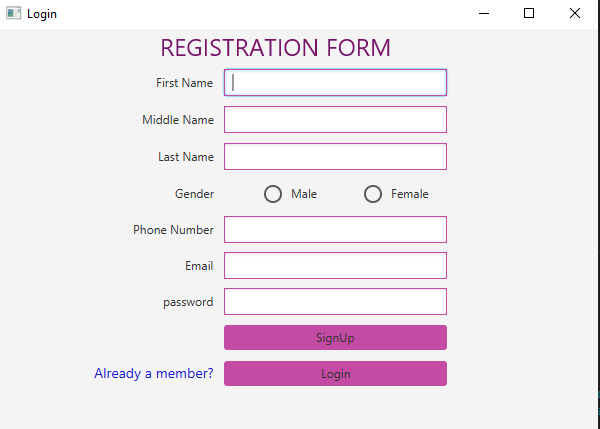 Login
REGISTRATION FORM
First Name
Middle Name
Last Name
Gender Male Female
Phone Number
Email
password
SignUp
Already a member? Login